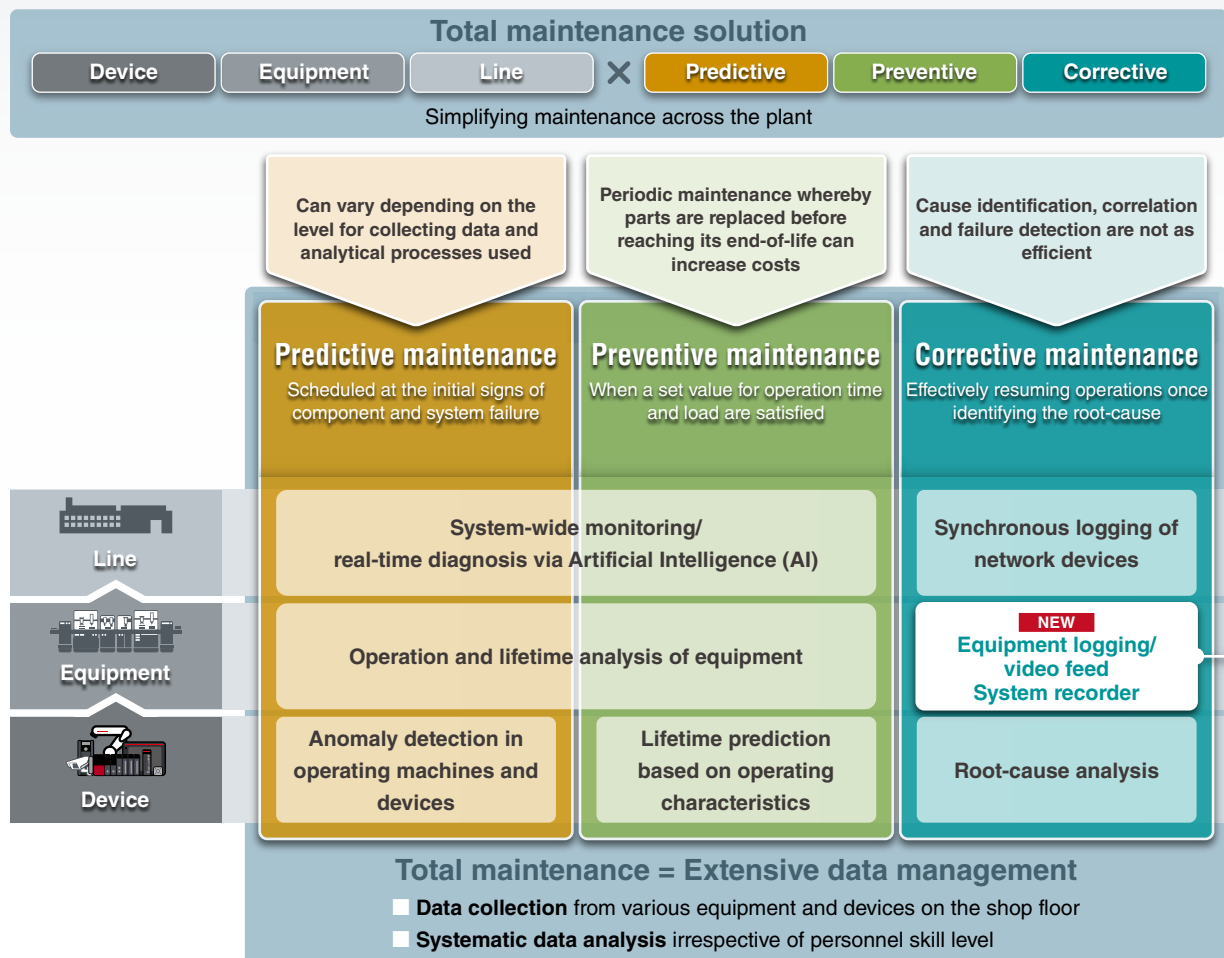 Total maintenance solution
Device
Equipment
Line
×
Predictive
Preventive
Corrective
Simplifying maintenance across the plant
Can vary depending on the
level for collecting data and
analytical processes used
Periodic maintenance whereby
parts are replaced before
reaching its end-of-life can
increase costs
Cause identification, correlation
and failure detection are not as
efficient
Predictive maintenance
Scheduled at the initial signs of
component and system failure
Preventive maintenance
When a set value for operation time
and load are satisfied
Corrective maintenance
Effectively resuming operations once
identifying the root-cause
Line
System-wide monitoring/
real-time diagnosis via Artificial Intelligence (AI)
Synchronous logging of
network devices
Equipment
Operation and lifetime analysis of equipment
NEW
Equipment logging/
video feed
System recorder
Device
Anomaly detection in
operating machines and
devices
Lifetime prediction
based on operating
characteristics
Root-cause analysis
Total maintenance = Extensive data management
Data collection from various equipment and devices on the shop floor
Systematic data analysis irrespective of personnel skill level